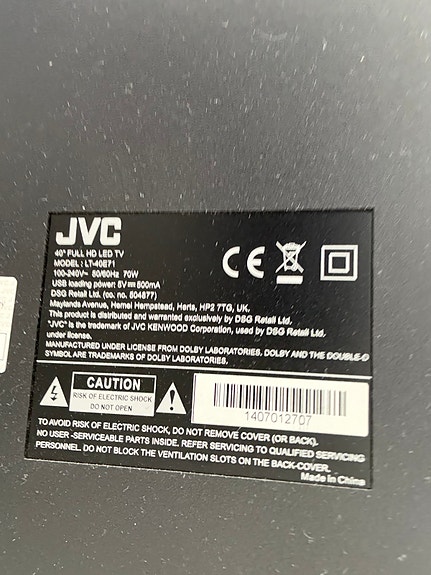 JVC
40" FULL HD LED TV
MODEL : LT-40E71
100-240V~ 50/60Hz 70W
USB loading power: 5V⎓500mA
DSG Retail Ltd. (co. no. 504877)
Maylands Avenue, Hemel Hempstead, Herts, HP2 7TG, UK.
This product is distributed and warranted exclusively by DSG Retail Ltd.
"JVC" is the trademark of JVC KENWOOD Corporation, used by DSG Retail Ltd.
under license.
MANUFACTURED UNDER LICENSE FROM DOLBY LABORATORIES. DOLBY AND THE DOUBLE-D
SYMBOL ARE TRADEMARKS OF DOLBY LABORATORIES.
CE
CAUTION
RISK OF ELECTRIC SHOCK
DO NOT OPEN
1407012707
TO AVOID RISK OF ELECTRIC SHOCK, DO NOT REMOVE COVER (OR BACK).
NO USER -SERVICEABLE PARTS INSIDE. REFER SERVICING TO QUALIFIED SERVICING
PERSONNEL. DO NOT BLOCK THE VENTILATION SLOTS ON THE BACK-COVER.
Made in China